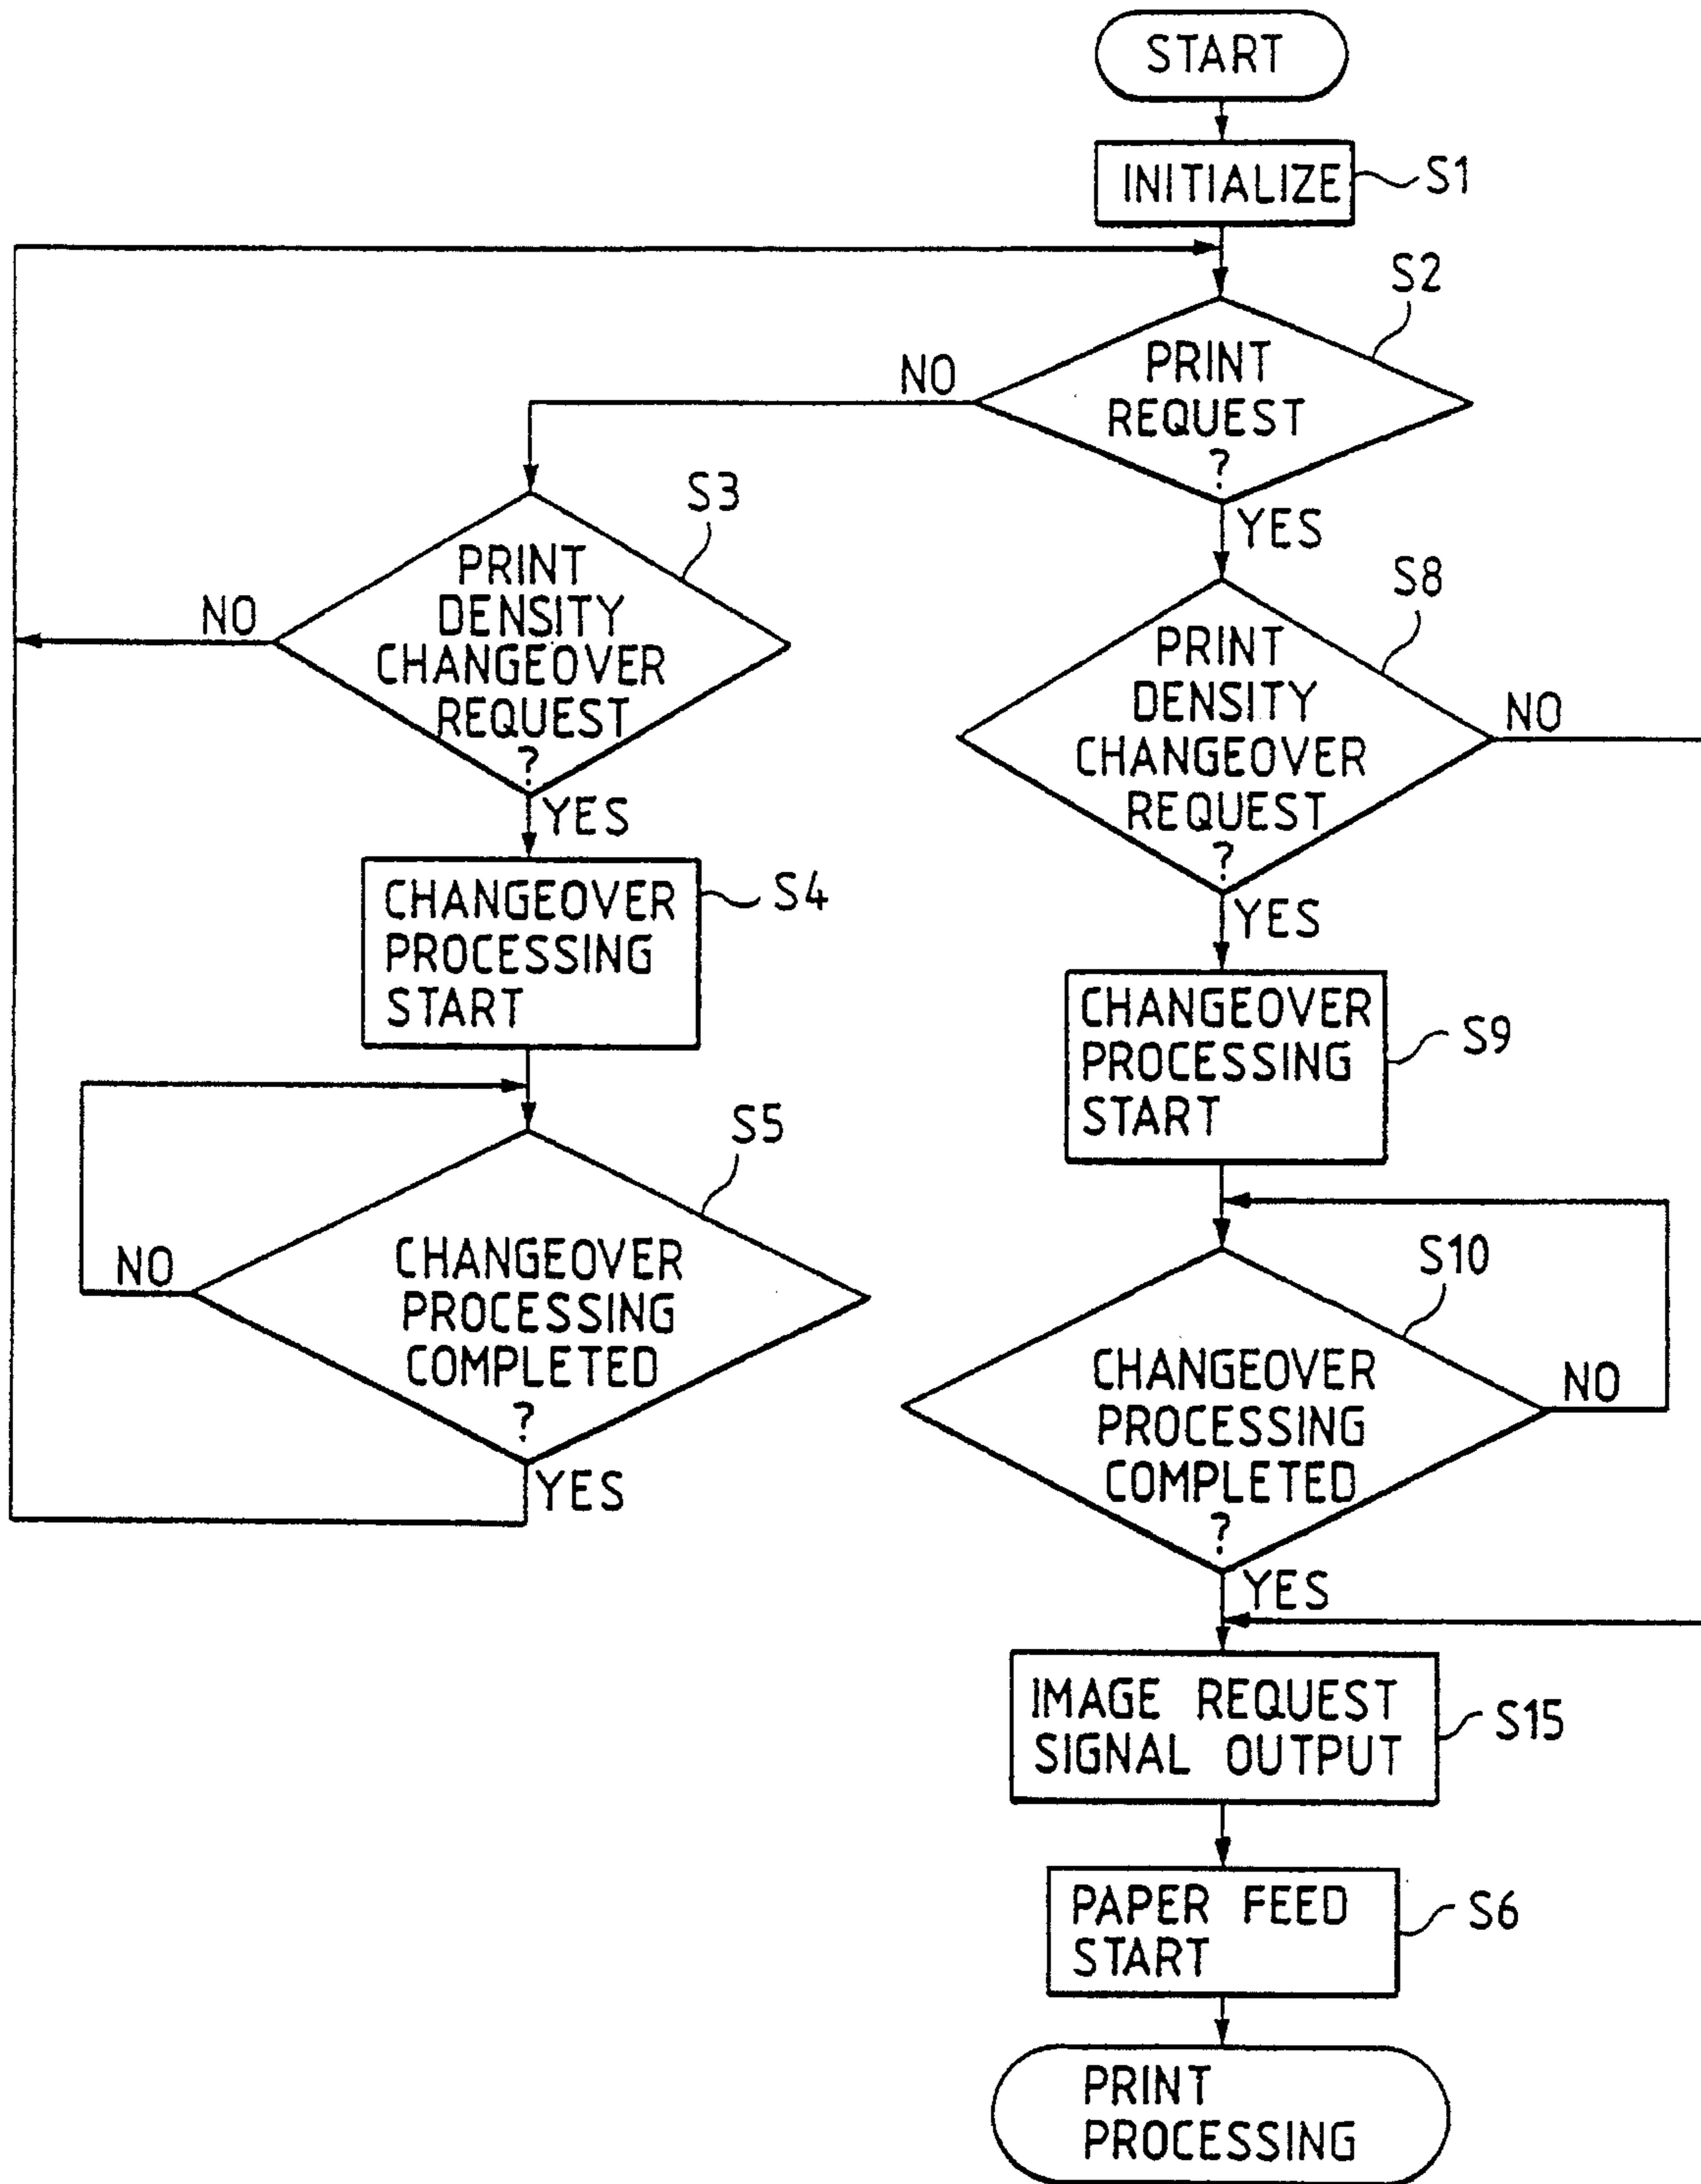 START
INITIALIZE
S1
S2
PRINT
REQUEST
?
NO
YES
S3
PRINT
DENSITY
CHANGEOVER
REQUEST
?
NO
YES
S8
PRINT
DENSITY
CHANGEOVER
REQUEST
?
NO
YES
CHANGEOVER
PROCESSING
START
S4
CHANGEOVER
PROCESSING
START
S9
S5
CHANGEOVER
PROCESSING
COMPLETED
?
NO
YES
S10
CHANGEOVER
PROCESSING
COMPLETED
?
NO
YES
IMAGE REQUEST
SIGNAL OUTPUT
S15
PAPER FEED
START
S6
PRINT
PROCESSING